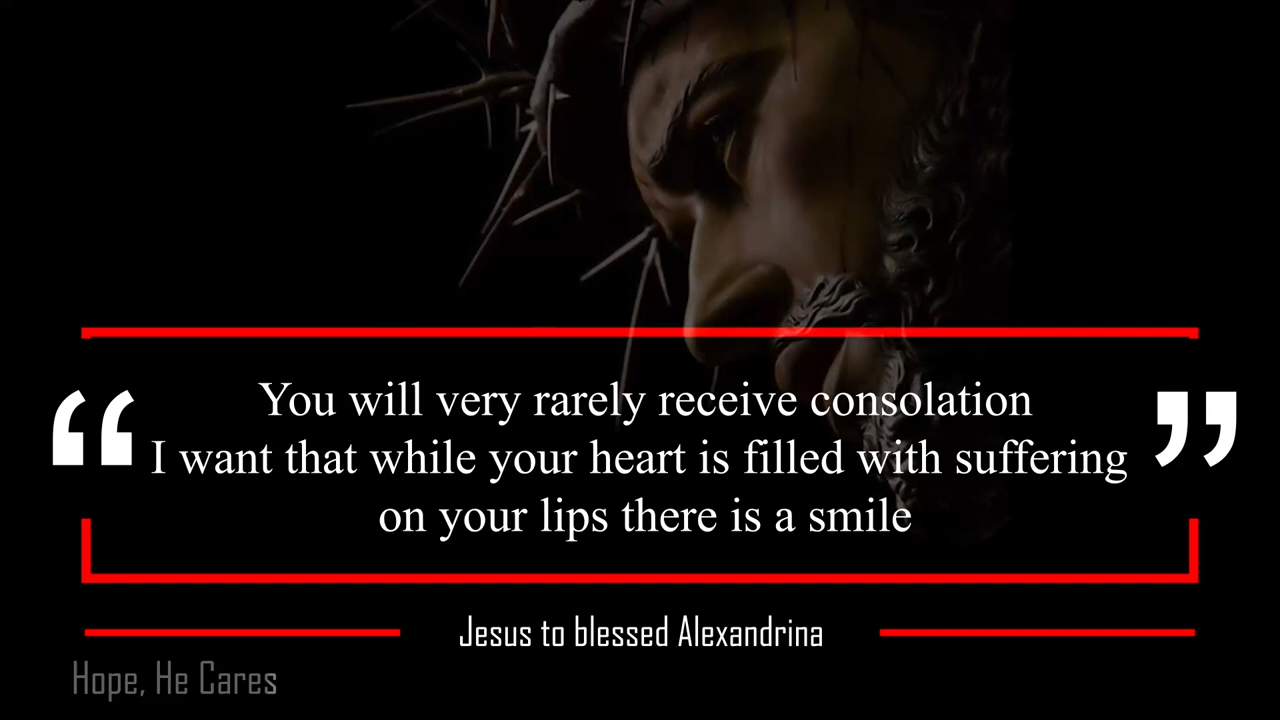 “ You will very rarely receive consolation ”
I want that while your heart is filled with suffering
on your lips there is a smile
Jesus to blessed Alexandrina
Hope, He Cares